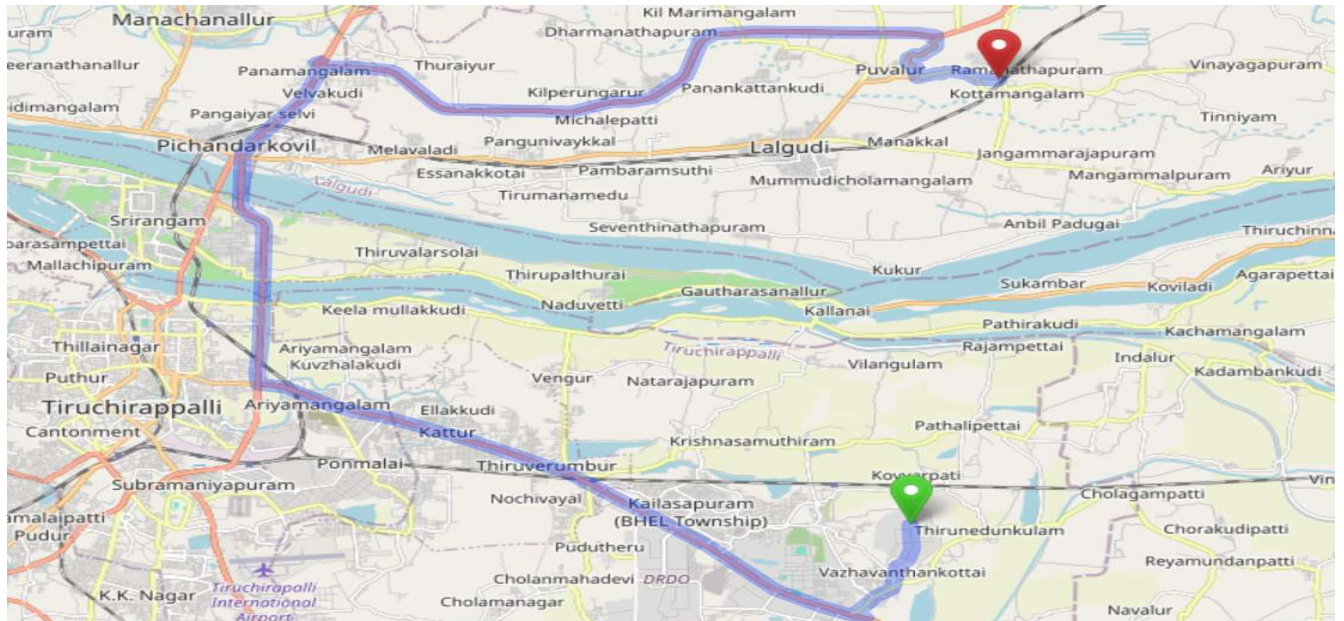 Manachanallur
Kil Marimangalam
Dharmanathapuram
uram
eeranathanallur
Panamangalam
Thuraiyur
Puvalur
Ramanathapuram
Vinayagapuram
Velvakudi
Kilperungarur
Panankattankudi
Kottamangalam
idimangalam
Pangaiyar selvi
Michalepatti
Tinniyam
Pichandarkovil
Melavaladi
Pangunivaykkal
Lalgudi
Manakkal
Jangammarajapuram
Essanakkotai
Pambaramsuthi
Ariyur
Lalgudi
Tirumanamedu
Mummudicholamangalam
Mangammalpuram
Srirangam
Seventhinathapuram
Anbil Padugai
Thiruchinna
parasampettai
Thiruvalarsolai
Mallachipuram
Thirupalthurai
Kukur
Agarapettai
Gautharasanallur
Sukambar
Koviladi
Keela mullakkudi
Naduvetti
Kallanai
Pathirakudi
Kachamangalam
Thillainagar
Ariyamangalam
Kuvzhalakudi
Tiruchirappalli
Rajampettai
Indalur
Puthur
Vengur
Natarajapuram
Vilangulam
Kadambankudi
Tiruchirappalli
Ariyamangalam
Ellakkudi
Cantonment
Kattur
Krishnasamuthiram
Pathalipettai
Ponmalai
Thiruverumbur
Koyyarpati
Vin
Subramaniyapuram
Nochivayal
Kailasapuram
(BHEL Township)
Cholagampatti
amalaipatti
Pudur
Thirunedunkulam
Chorakudipatti
Pudutheru
Reyamundanpatti
Tiruchirapalli
International
Airport
Cholanmahadevi
DRDO
Vazhavanthankottai
K.K. Nagar
Cholamanagar
Navalur